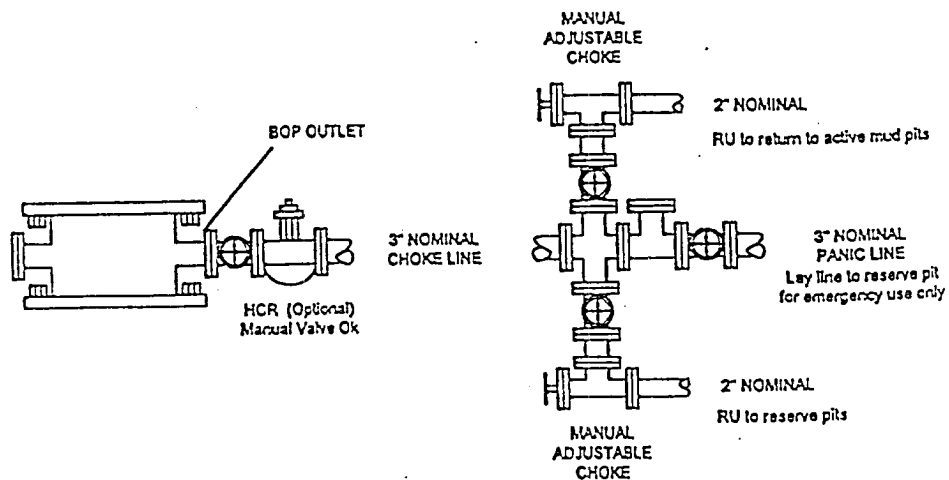 MANUAL
ADJUSTABLE
CHOKE
2" NOMINAL
RU to return to active mud pits
BOP OUTLET
3" NOMINAL
CHOKE LINE
HCR (Optional)
Manual Valve Ok
3" NOMINAL
PANIC LINE
Lay line to reserve pit
for emergency use only
2" NOMINAL
RU to reserve pits
MANUAL
ADJUSTABLE
CHOKE